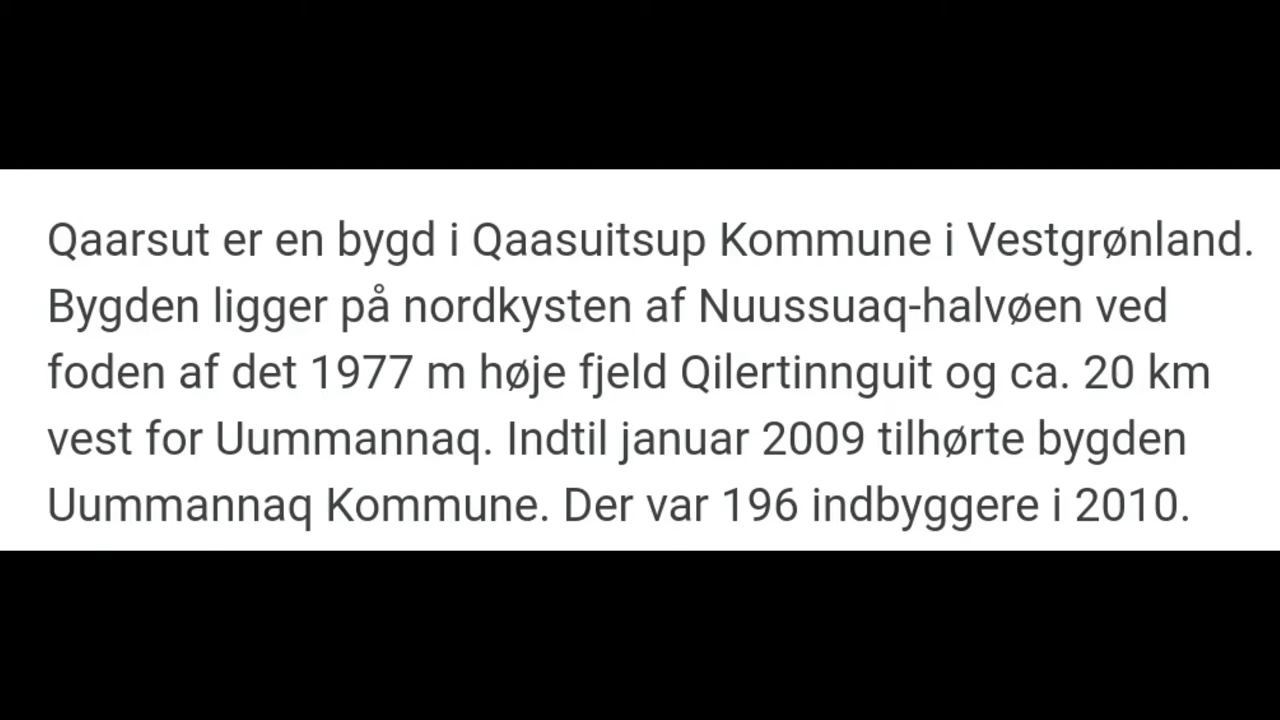 Qaarsut er en bygd i Qaasuitsup Kommune i Vestgrønland.
Bygden ligger på nordkysten af Nuussuaq-halvøen ved
foden af det 1977 m høje fjeld Qilertinnguit og ca. 20 km
vest for Uummannaq. Indtil januar 2009 tilhørte bygden
Uummannaq Kommune. Der var 196 indbyggere i 2010.